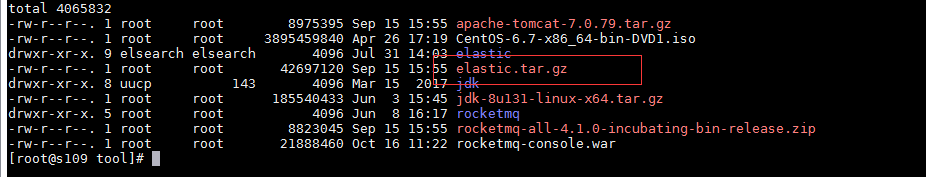 total 4065832
-rw-r--r--. 1 root root 8975395 Sep 15 15:55 apache-tomcat-7.0.79.tar.gz
-rw-r--r--. 1 root root 3895459840 Apr 26 17:19 CentOS-6.7-x86_64-bin-DVD1.iso
drwxr-xr-x. 9 elsearch elsearch 4096 Jul 31 14:03 elastic
-rw-r--r--. 1 root root 42697120 Sep 15 15:55 elastic.tar.gz
drwxr-xr-x. 8 uucp 143 4096 Mar 15 2017 jdk
-rw-r--r--. 1 root root 185540433 Jun 3 15:45 jdk-8u131-linux-x64.tar.gz
drwxr-xr-x. 5 root root 4096 Jun 8 16:17 rocketmq
-rw-r--r--. 1 root root 8823045 Sep 15 15:55 rocketmq-all-4.1.0-incubating-bin-release.zip
-rw-r--r--. 1 root root 21888460 Oct 16 11:22 rocketmq-console.war
[root@s109 tool]#